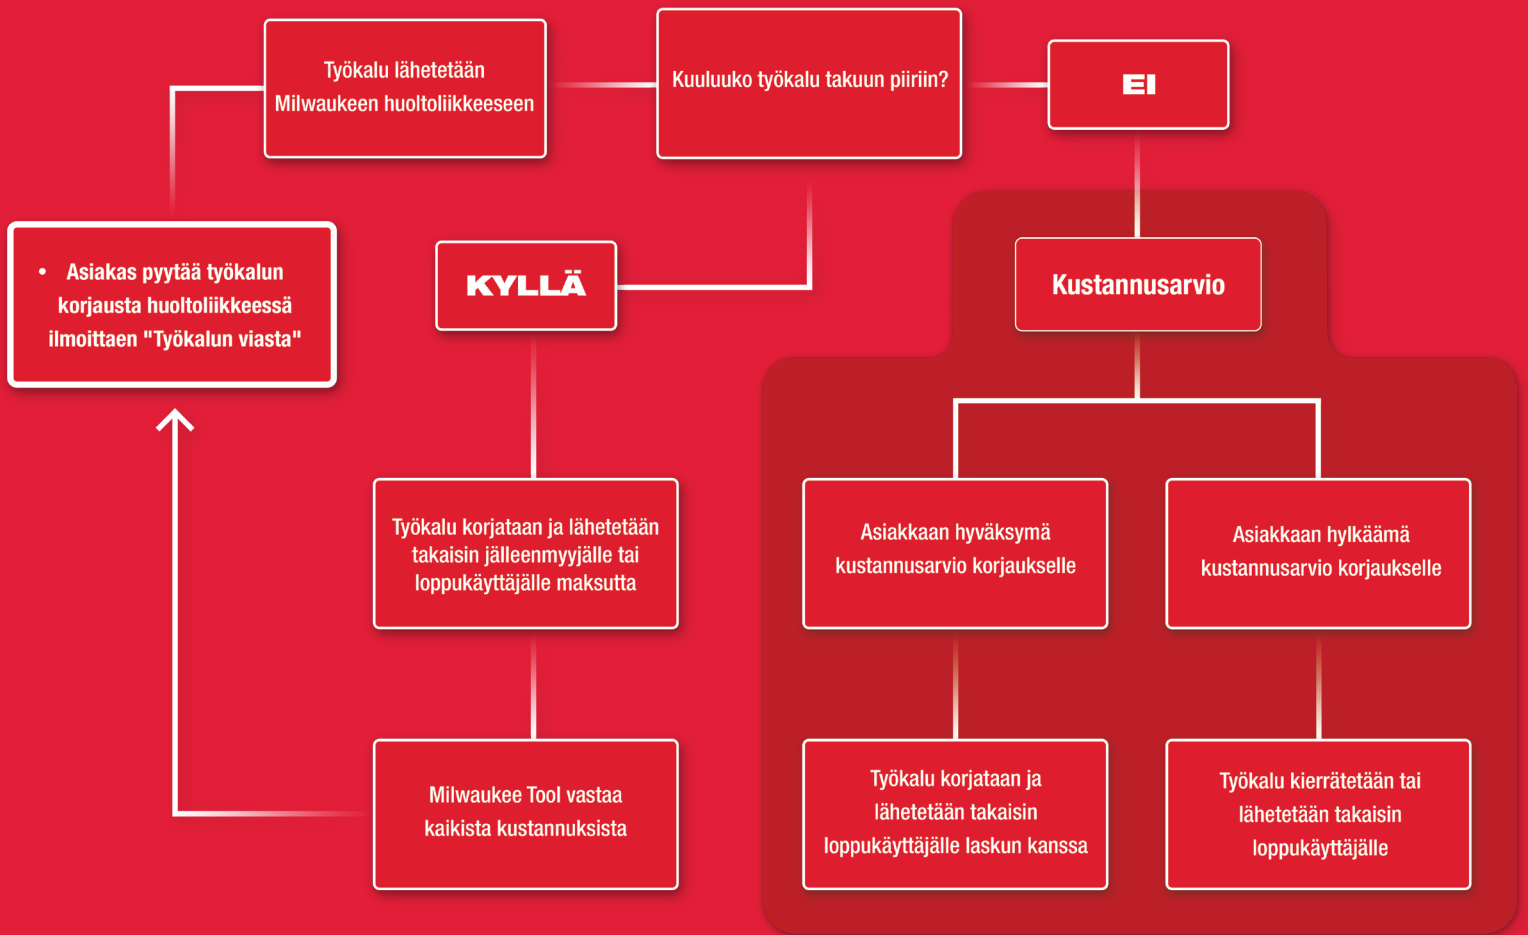 Työkalu lähetetään
Milwaukeen huoltoliikkeeseen
Kuuluuko työkalu takuun piiriin?
EI
• Asiakas pyytää työkalun
korjausta huoltoliikkeessä
ilmoittaen "Työkalun viasta"
KYLLÄ
Kustannusarvio
Työkalu korjataan ja lähetetään
takaisin jälleenmyyjälle tai
loppukäyttäjälle maksutta
Asiakkaan hyväksymä
kustannusarvio korjaukselle
Asiakkaan hylkäämä
kustannusarvio korjaukselle
Milwaukee Tool vastaa
kaikista kustannuksista
Työkalu korjataan ja
lähetetään takaisin
loppukäyttäjälle laskun kanssa
Työkalu kierrätetään tai
lähetetään takaisin
loppukäyttäjälle